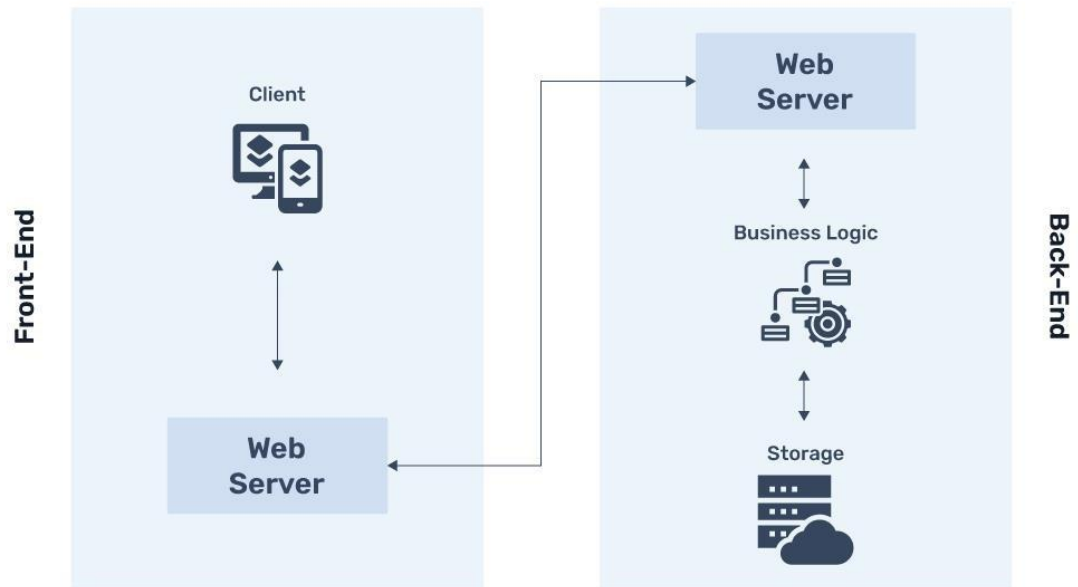 Front-End
Client
Web
Server
Web
Server
Business Logic
Storage
Back-End